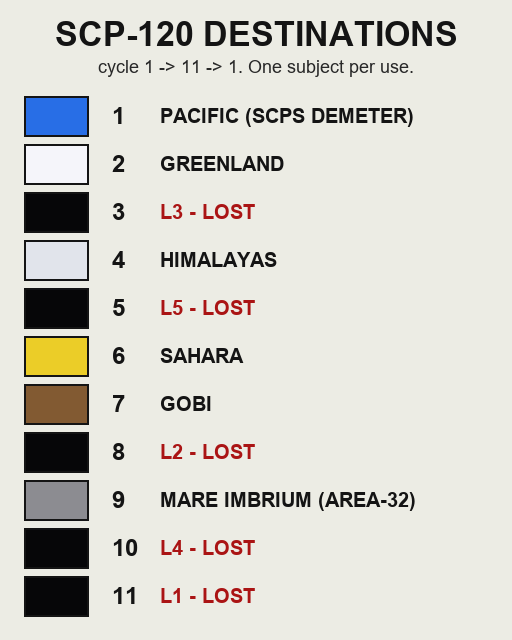 SCP-120 DESTINATIONS
cycle 1 -> 11 -> 1. One subject per use.
1 PACIFIC (SCPS DEMETER)
2 GREENLAND
3 L3 - LOST
4 HIMALAYAS
5 L5 - LOST
6 SAHARA
7 GOBI
8 L2 - LOST
9 MARE IMBRIUM (AREA-32)
10 L4 - LOST
11 L1 - LOST